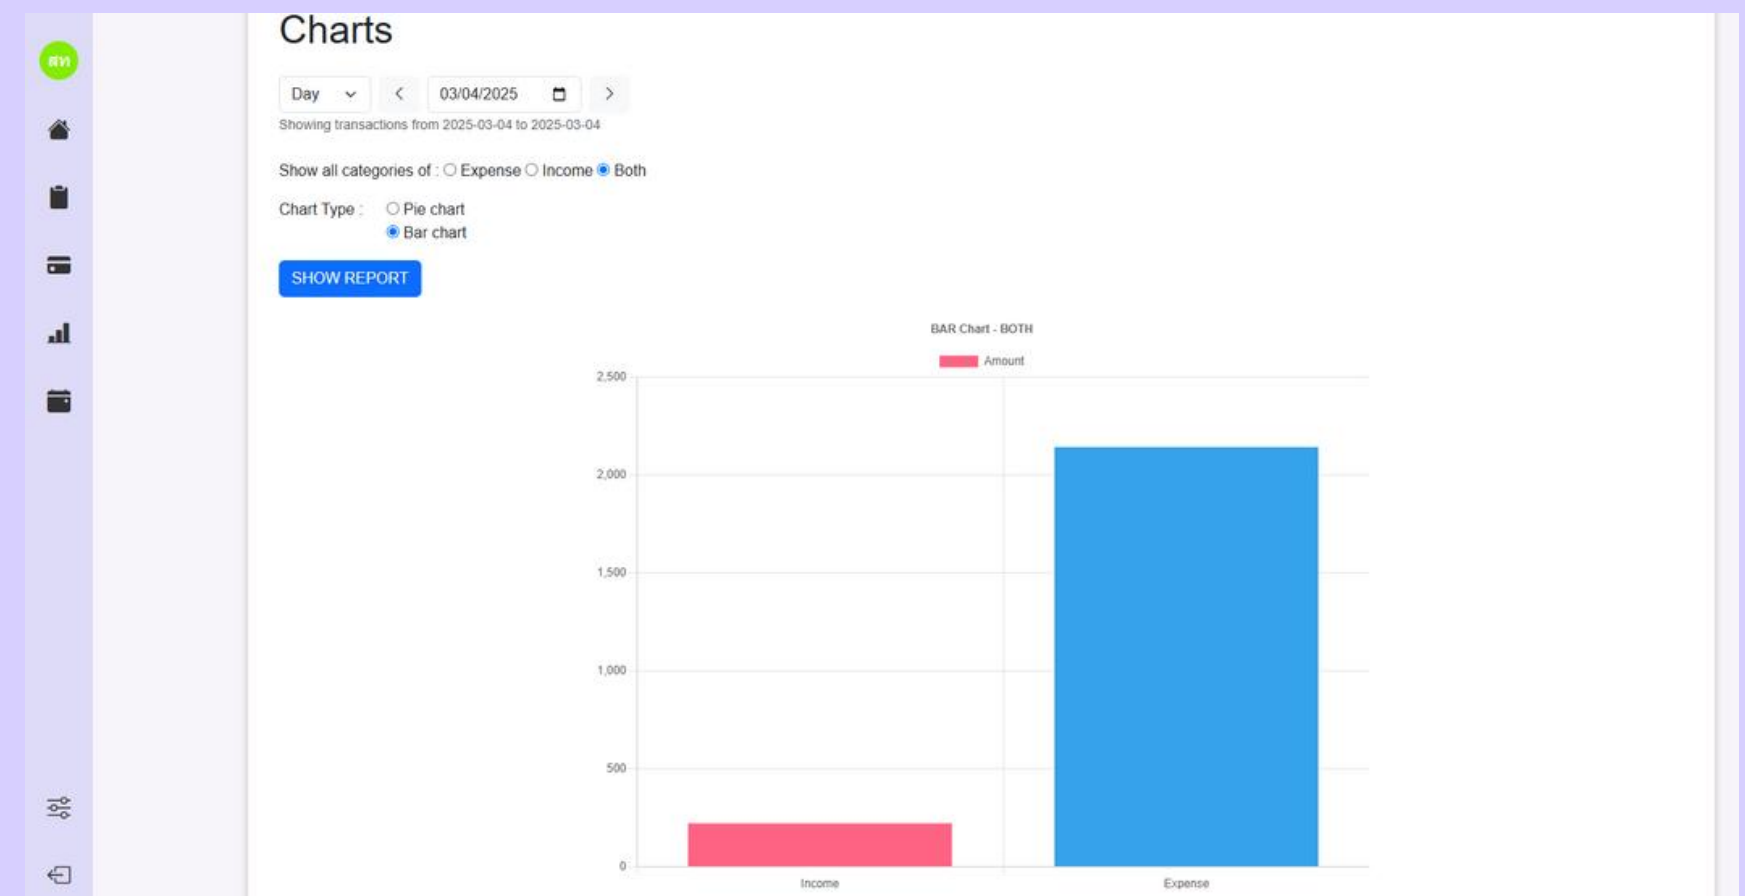 Charts
สท
Day
03/04/2025
Showing transactions from 2025-03-04 to 2025-03-04
Show all categories of : Expense Income Both
Chart Type : Pie chart
Bar chart
SHOW REPORT
BAR Chart - BOTH
Amount
2,500
2,000
1,500
1,000
500
0
Income Expense